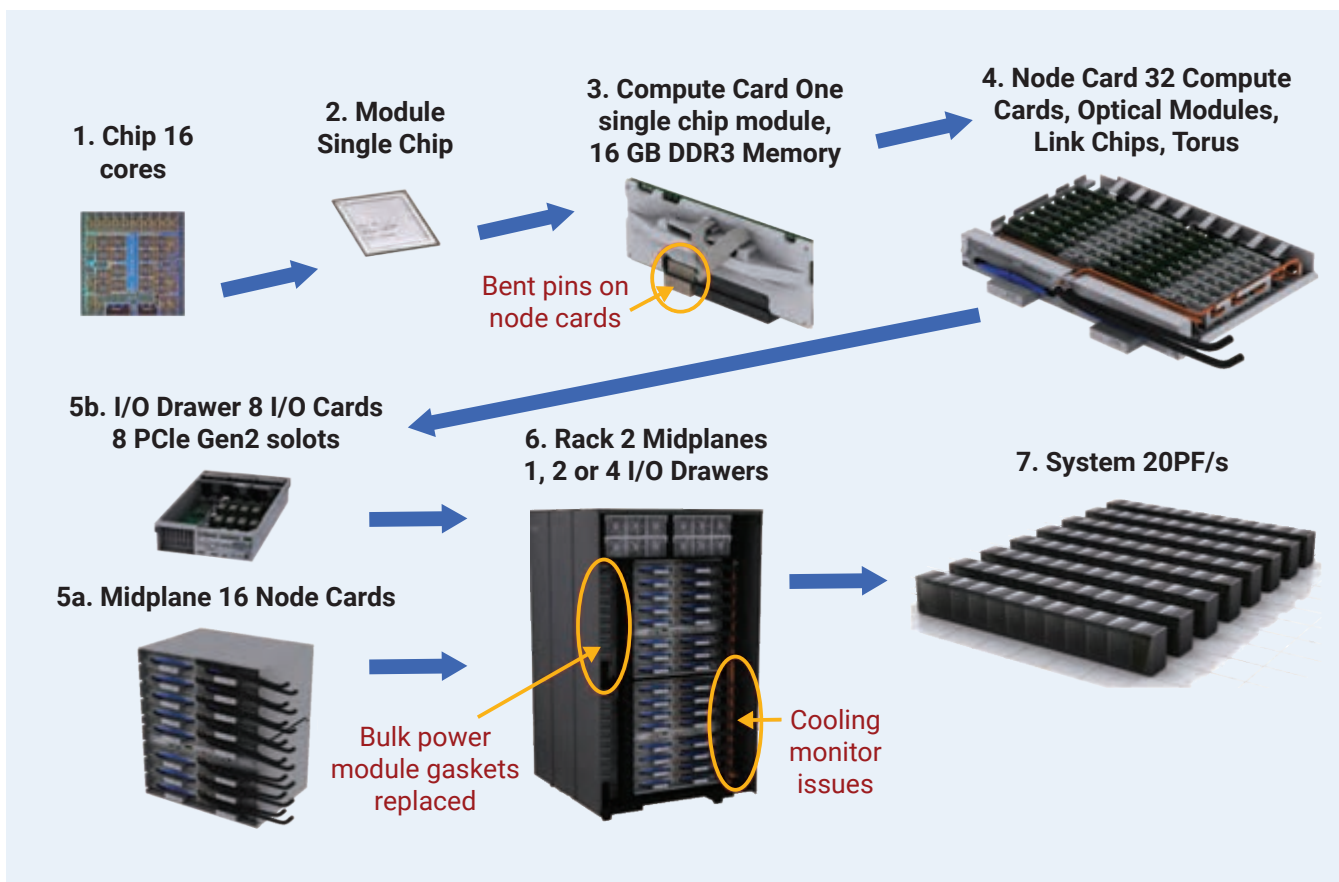 1. Chip 16
cores
2. Module
Single Chip
3. Compute Card One
single chip module,
16 GB DDR3 Memory
4. Node Card 32 Compute
Cards, Optical Modules,
Link Chips, Torus
Bent pins on
node cards
5b. I/O Drawer 8 I/O Cards
8 PCle Gen2 solots
6. Rack 2 Midplanes
1, 2 or 4 I/O Drawers
7. System 20PF/s
5a. Midplane 16 Node Cards
Bulk power
module gaskets
replaced
Cooling
monitor
issues